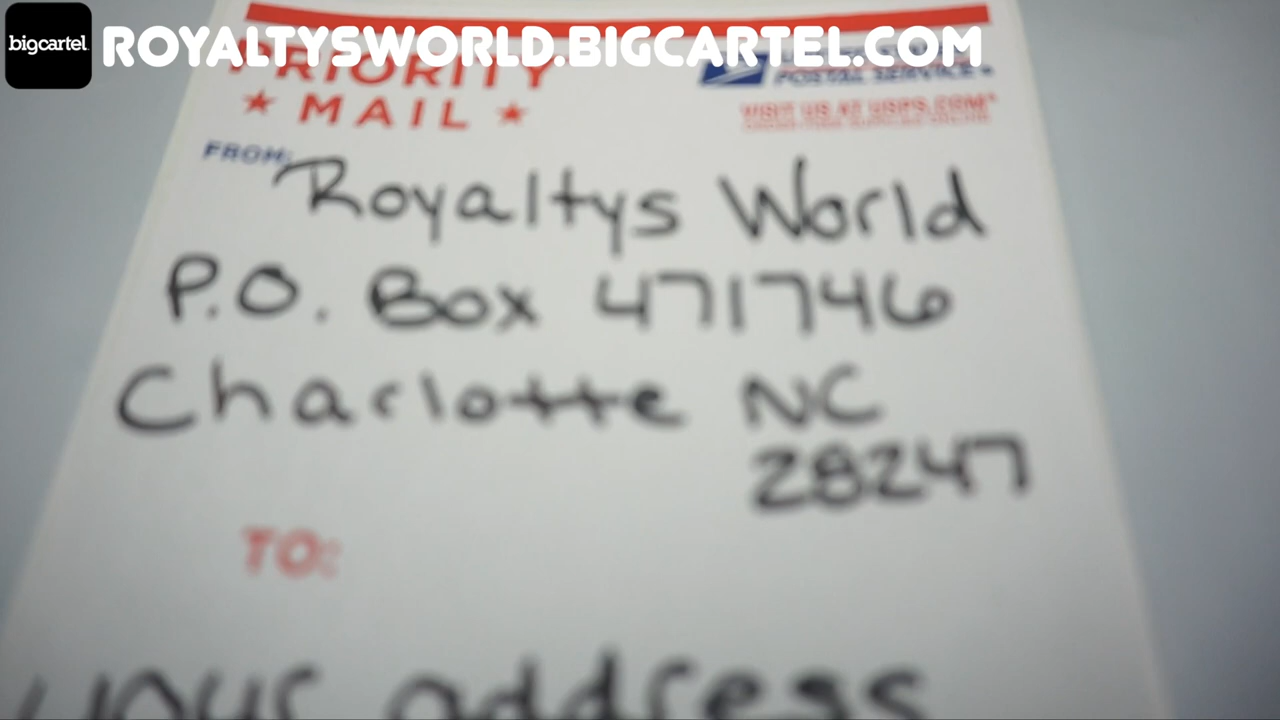 bigcartel
ROYALTYSWORLD.BIGCARTEL.COM
PRIORITY
★ MAIL ★
POSTAL SERVICE
VISIT US AT USPS.COM®
FROM:
Royaltys World
P.O. Box 471746
Charlotte NC
28247
TO:
your address